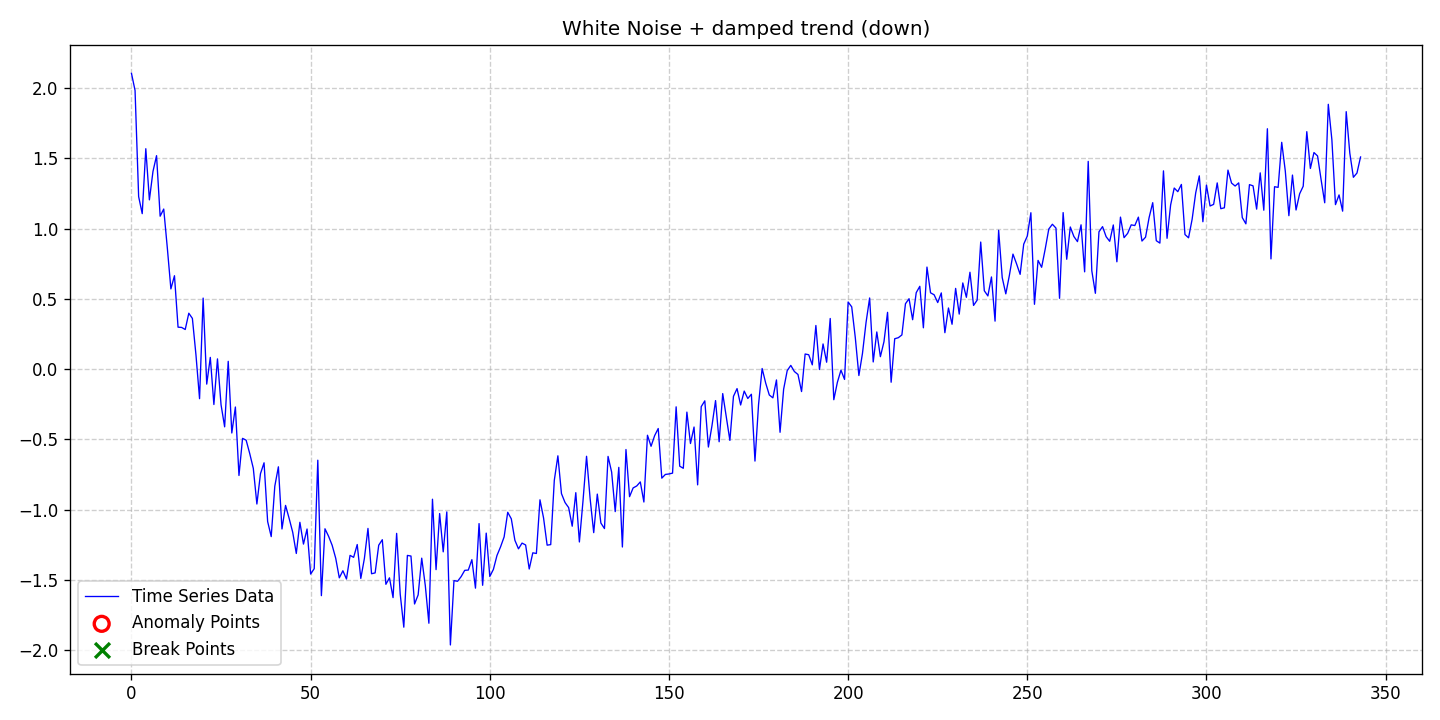 White Noise + damped trend (down)
2.0
1.5
1.0
0.5
0.0
−0.5
−1.0
−1.5
−2.0
Time Series Data
Anomaly Points
Break Points
0 50 100 150 200 250 300 350